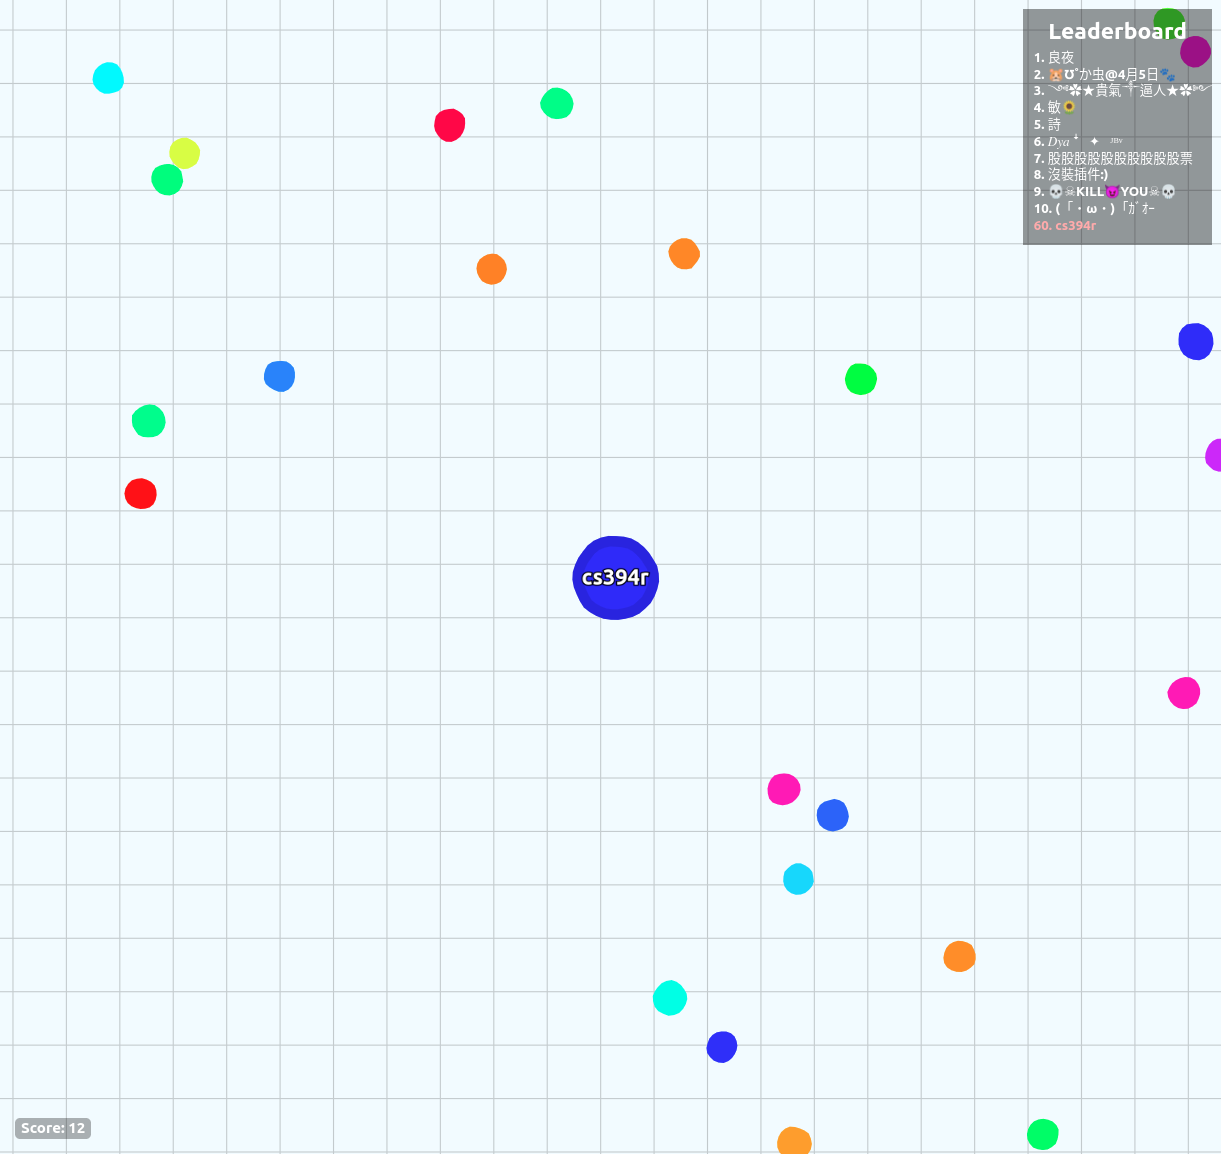 Leaderboard
1. 良夜
2. 🐹℧°か虫@4月5日🐾
3. ༺✿★貴氣╰╯逼人★✿༻
4. 敏🌻
5. 詩
6. Dya
7. 股股股股股股股股股股票
8. 沒裝插件:)
9. 💀☠KILL😈YOU☠💀
10. (「・ω・)「ガオー
60. cs394r
cs394r
Score: 12